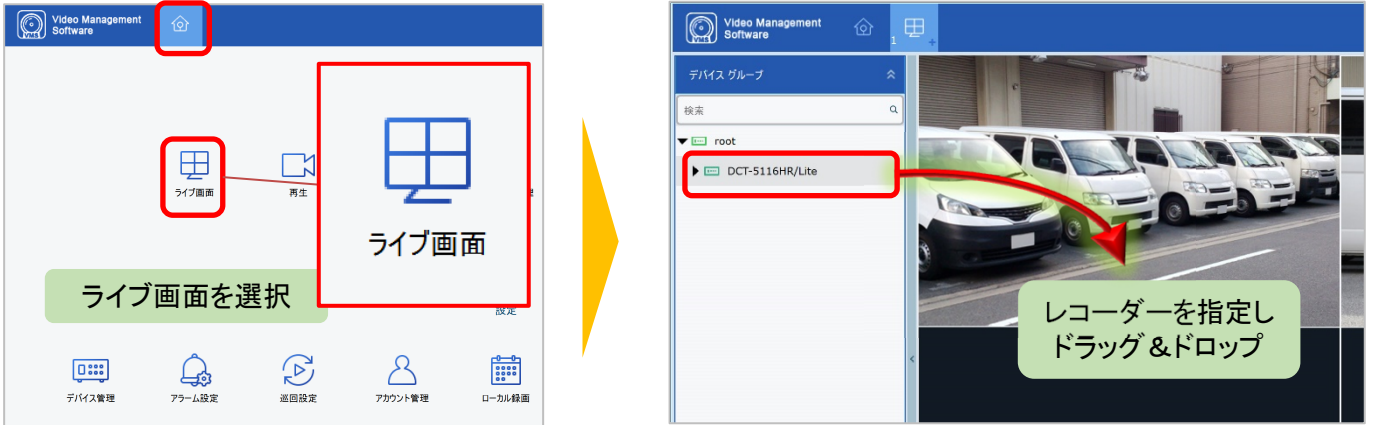 Video Management
Software
VMS
ライブ画面
再生
ライブ画面
ライブ画面を選択
設定
デバイス管理
アラーム設定
巡回設定
アカウント管理
ローカル録画
Video Management
Software
VMS
1
+
デバイス グループ
検索
root
DCT-5116HR/Lite
レコーダーを指定し
ドラッグ&ドロップ